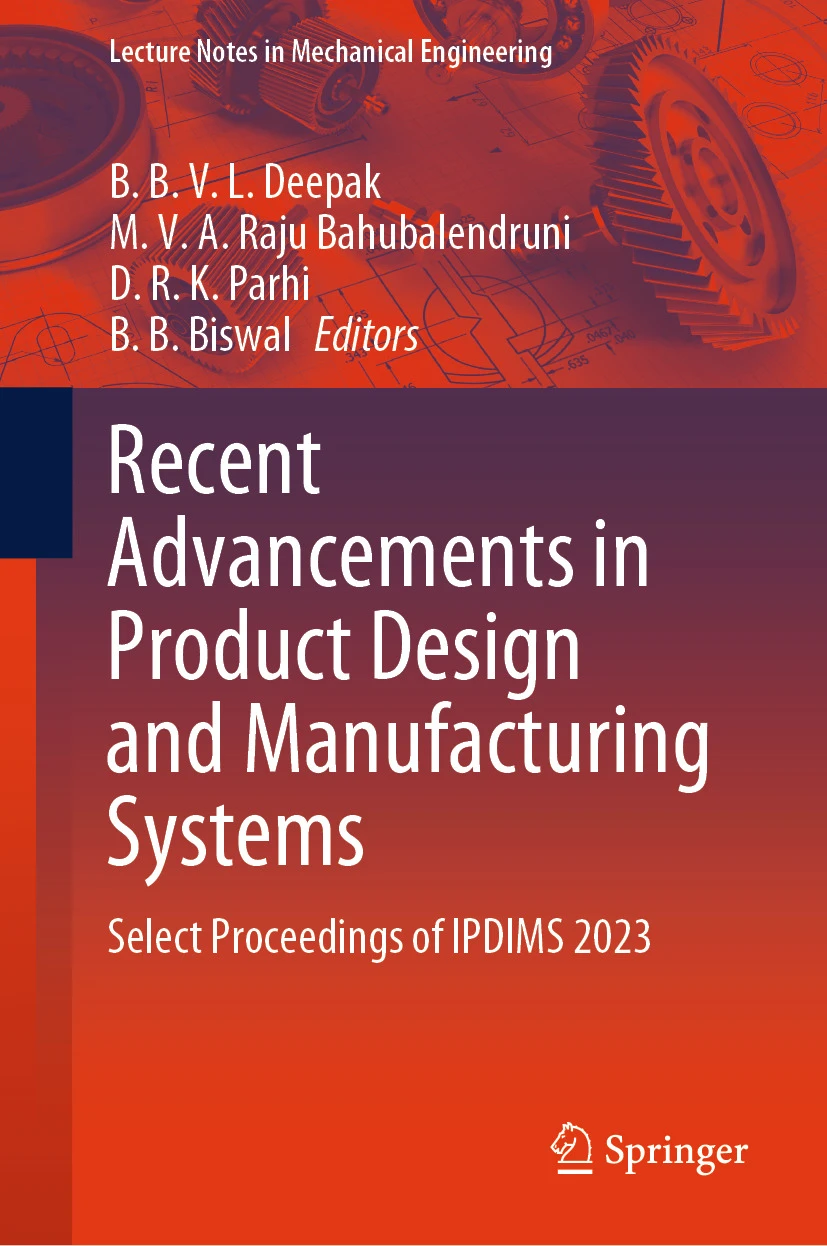 Lecture Notes in Mechanical Engineering
B. B. V. L. Deepak
M. V. A. Raju Bahubalendruni
D. R. K. Parhi
B. B. Biswal Editors
Recent
Advancements in
Product Design
and Manufacturing
Systems
Select Proceedings of IPDIMS 2023
Springer